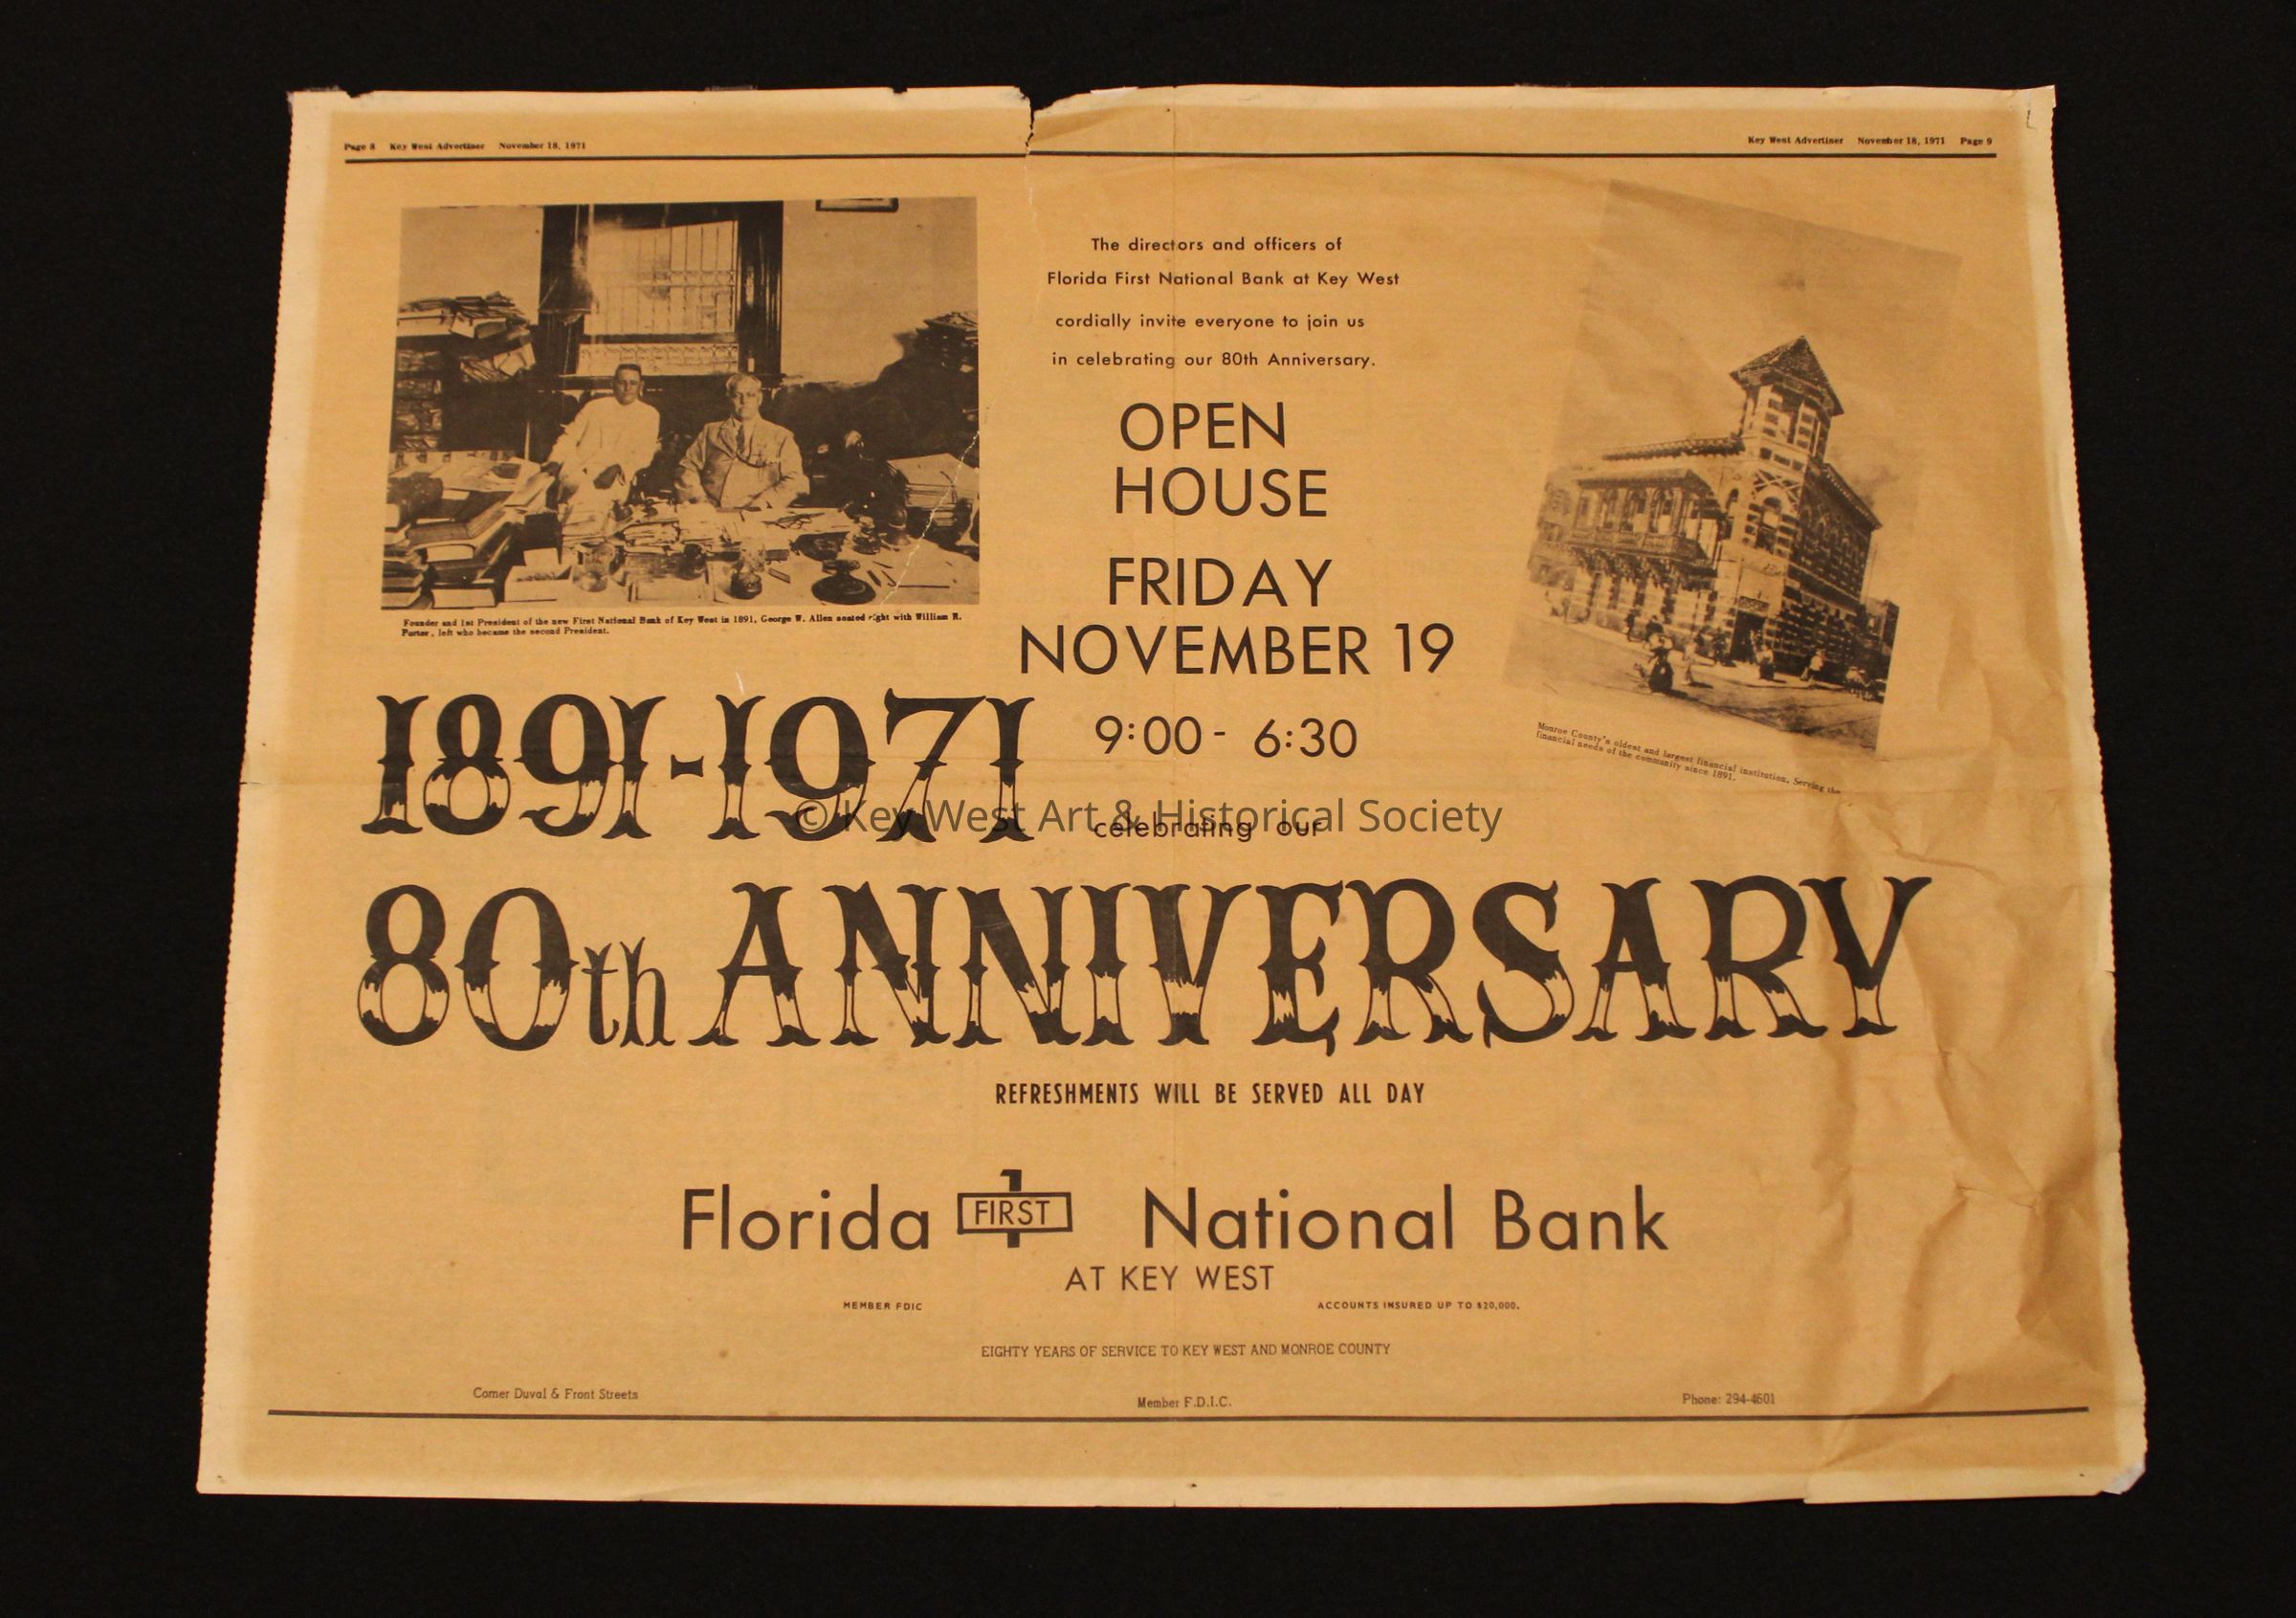 Page 8 Key West Advertiser November 18, 1971
Key West Advertiser November 18, 1971 Page 9
Founder and 1st President of the new First National Bank of Key West in 1891, George W. Allen seated right with William R.
Porter, left who became the second President.
The directors and officers of
Florida First National Bank at Key West
cordially invite everyone to join us
in celebrating our 80th Anniversary.
OPEN
HOUSE
FRIDAY
NOVEMBER 19
9:00 - 6:30
Monroe County's oldest and largest financial institution. Serving the
financial needs of the community since 1891.
1891-1971
celebrating our
© Key West Art & Historical Society
80th ANNIVERSARY
REFRESHMENTS WILL BE SERVED ALL DAY
Florida 1 FIRST National Bank
AT KEY WEST
MEMBER FDIC
ACCOUNTS INSURED UP TO $20,000.
EIGHTY YEARS OF SERVICE TO KEY WEST AND MONROE COUNTY
Corner Duval & Front Streets
Member F.D.I.C.
Phone: 294-4601